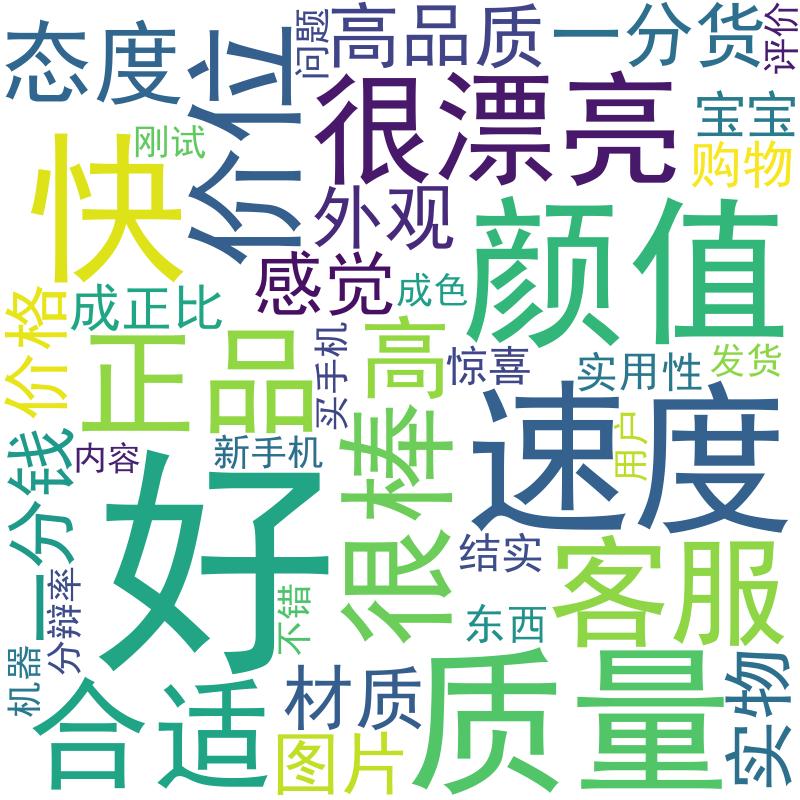 态度
价位
问题
高品质
一分货
评价
很漂亮
宝宝
购物
刚试
快
外观
颜值
感觉
成色
成正比
价格
正品
买手机
高
惊喜
实用性
发货
速度
用户
很棒
新手机
内容
一分钱
好
结实
客服
东西
不错
分辩率
机器
合适
材质
图片
质量
实物